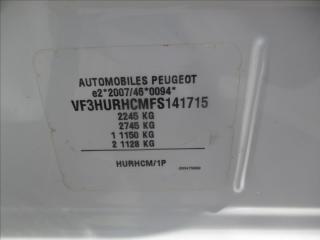 AUTOMOBILES PEUGEOT
e2*2007/46*0094*
VF3HURHCMFS141715
2245 KG
2745 KG
1 1150 KG
2 1128 KG
HURHCM/1P